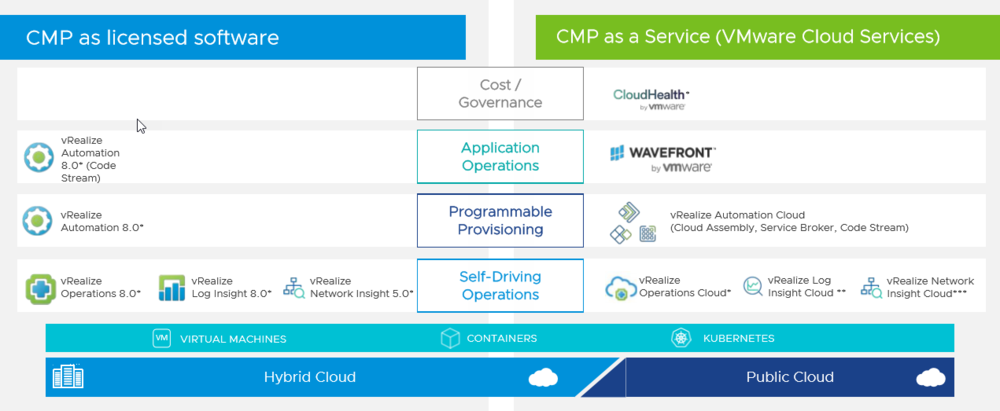 CMP as licensed software
CMP as a Service (VMware Cloud Services)
Cost /
Governance
CloudHealth™
by vmware®
vRealize
Automation
8.0* (Code
Stream)
Application
Operations
WAVEFRONT™
by vmware®
vRealize
Automation 8.0*
Programmable
Provisioning
vRealize Automation Cloud
(Cloud Assembly, Service Broker, Code Stream)
vRealize
Operations 8.0*
vRealize
Log Insight 8.0*
vRealize
Network Insight 5.0*
Self-Driving
Operations
vRealize
Operations Cloud*
vRealize Log
Insight Cloud **
vRealize Network
Insight Cloud***
VM
VIRTUAL MACHINES
CONTAINERS
KUBERNETES
Hybrid Cloud
Public Cloud